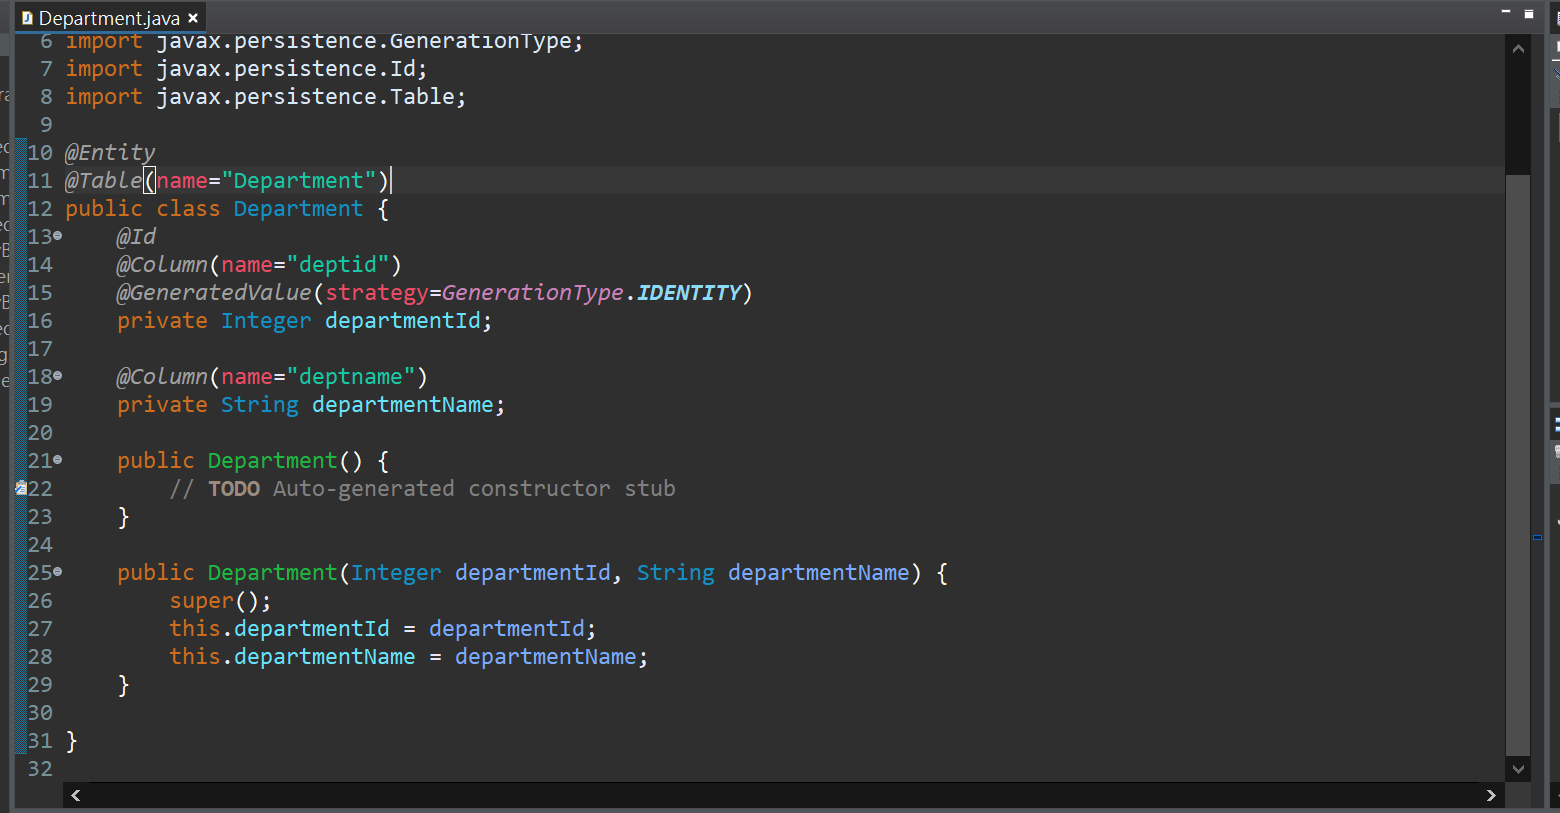 Department.java ×
6 import javax.persistence.GenerationType;
7 import javax.persistence.Id;
8 import javax.persistence.Table;
9
10 @Entity
11 @Table(name="Department")
12 public class Department {
13     @Id
14     @Column(name="deptid")
15     @GeneratedValue(strategy=GenerationType.IDENTITY)
16     private Integer departmentId;
17
18     @Column(name="deptname")
19     private String departmentName;
20
21     public Department() {
22         // TODO Auto-generated constructor stub
23     }
24
25     public Department(Integer departmentId, String departmentName) {
26         super();
27         this.departmentId = departmentId;
28         this.departmentName = departmentName;
29     }
30
31 }
32